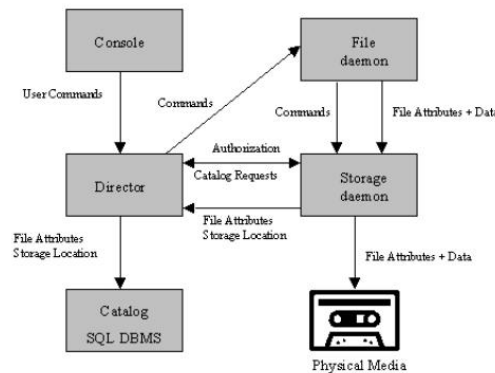 Console
File
daemon
User Commands
Commands
Commands
File Attributes + Data
Authorization
Catalog Requests
Director
Storage
daemon
File Attributes
Storage Location
File Attributes
Storage Location
File Attributes + Data
Catalog
SQL DBMS
Physical Media